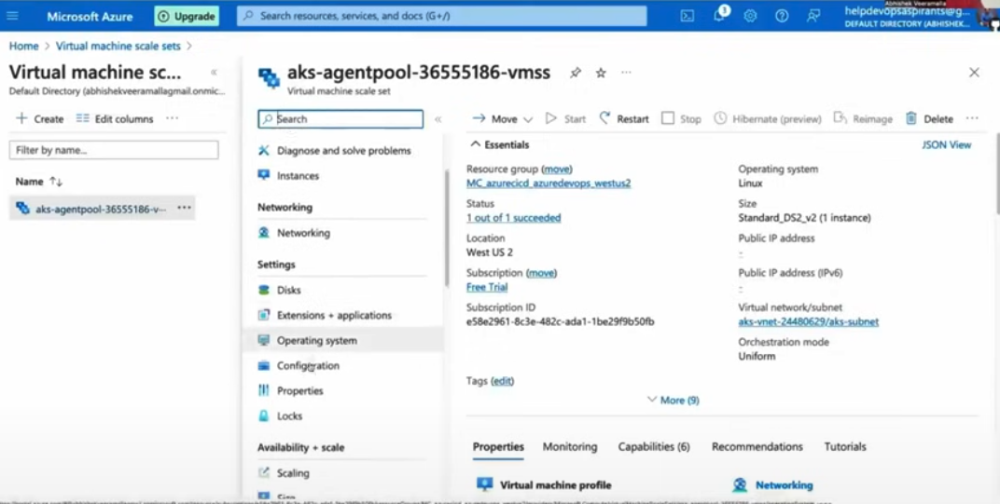 Microsoft Azure
Upgrade
Search resources, services, and docs (G+/)
3
Abhishek Veeramalla
helpdevopsaspirants@g...
DEFAULT DIRECTORY (ABHISHEK...
Home > Virtual machine scale sets >
Virtual machine sc...
Default Directory (abhishekveeramallagmail.onmic...
Create Edit columns ...
Filter by name...
Name
aks-agentpool-36555186-v... ...
aks-agentpool-36555186-vmss
Virtual machine scale set
Search
Diagnose and solve problems
Instances
Networking
Networking
Settings
Disks
Extensions + applications
Operating system
Configuration
Properties
Locks
Availability + scale
Scaling
Size
Move Start Restart Stop Hibernate (preview) Reimage Delete ...
Essentials
JSON View
Resource group (move)
MC_azurecicd_azuredevops_westus2
Status
1 out of 1 succeeded
Location
West US 2
Subscription (move)
Free Trial
Subscription ID
e58e2961-8c3e-482c-ada1-1be29f9b50fb
Operating system
Linux
Size
Standard_DS2_v2 (1 instance)
Public IP address
-
Public IP address (IPv6)
-
Virtual network/subnet
aks-vnet-24480629/aks-subnet
Orchestration mode
Uniform
Tags (edit)
More (9)
Properties Monitoring Capabilities (6) Recommendations Tutorials
Virtual machine profile
Networking